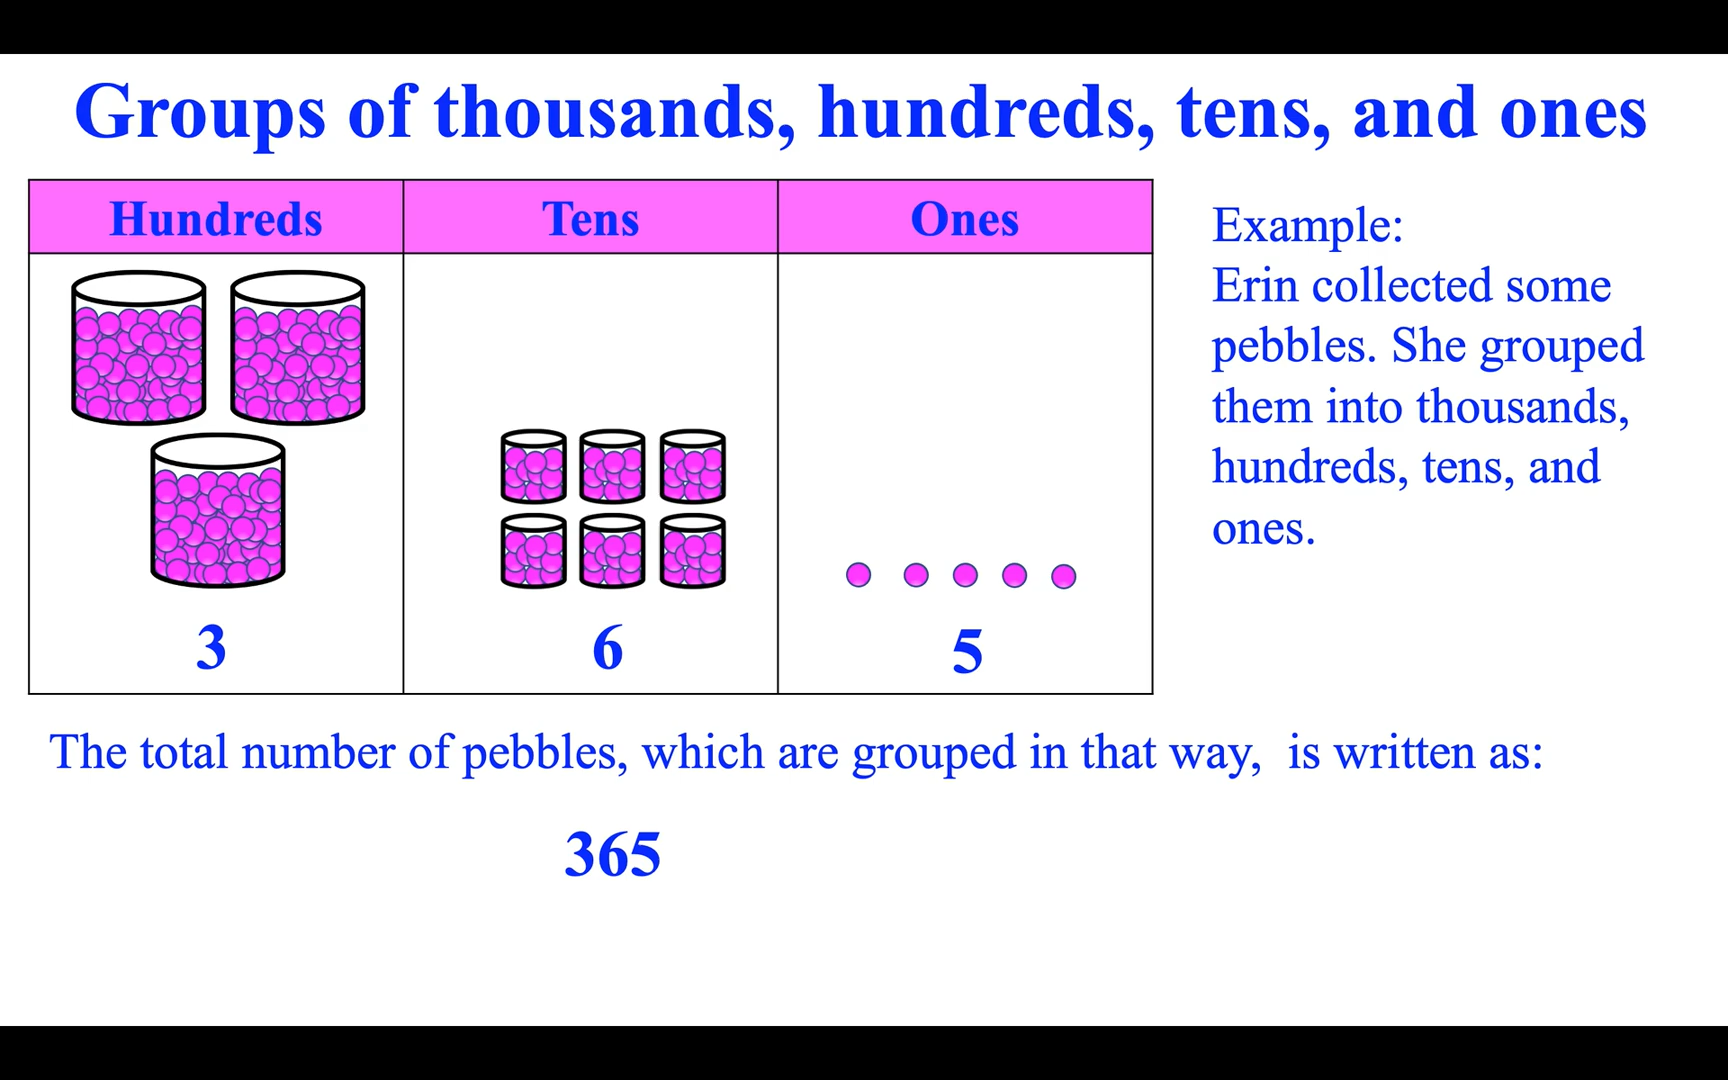 Groups of thousands, hundreds, tens, and ones
Hundreds Tens Ones
3 6 5
Example:
Erin collected some
pebbles. She grouped
them into thousands,
hundreds, tens, and
ones.
The total number of pebbles, which are grouped in that way,  is written as:
365